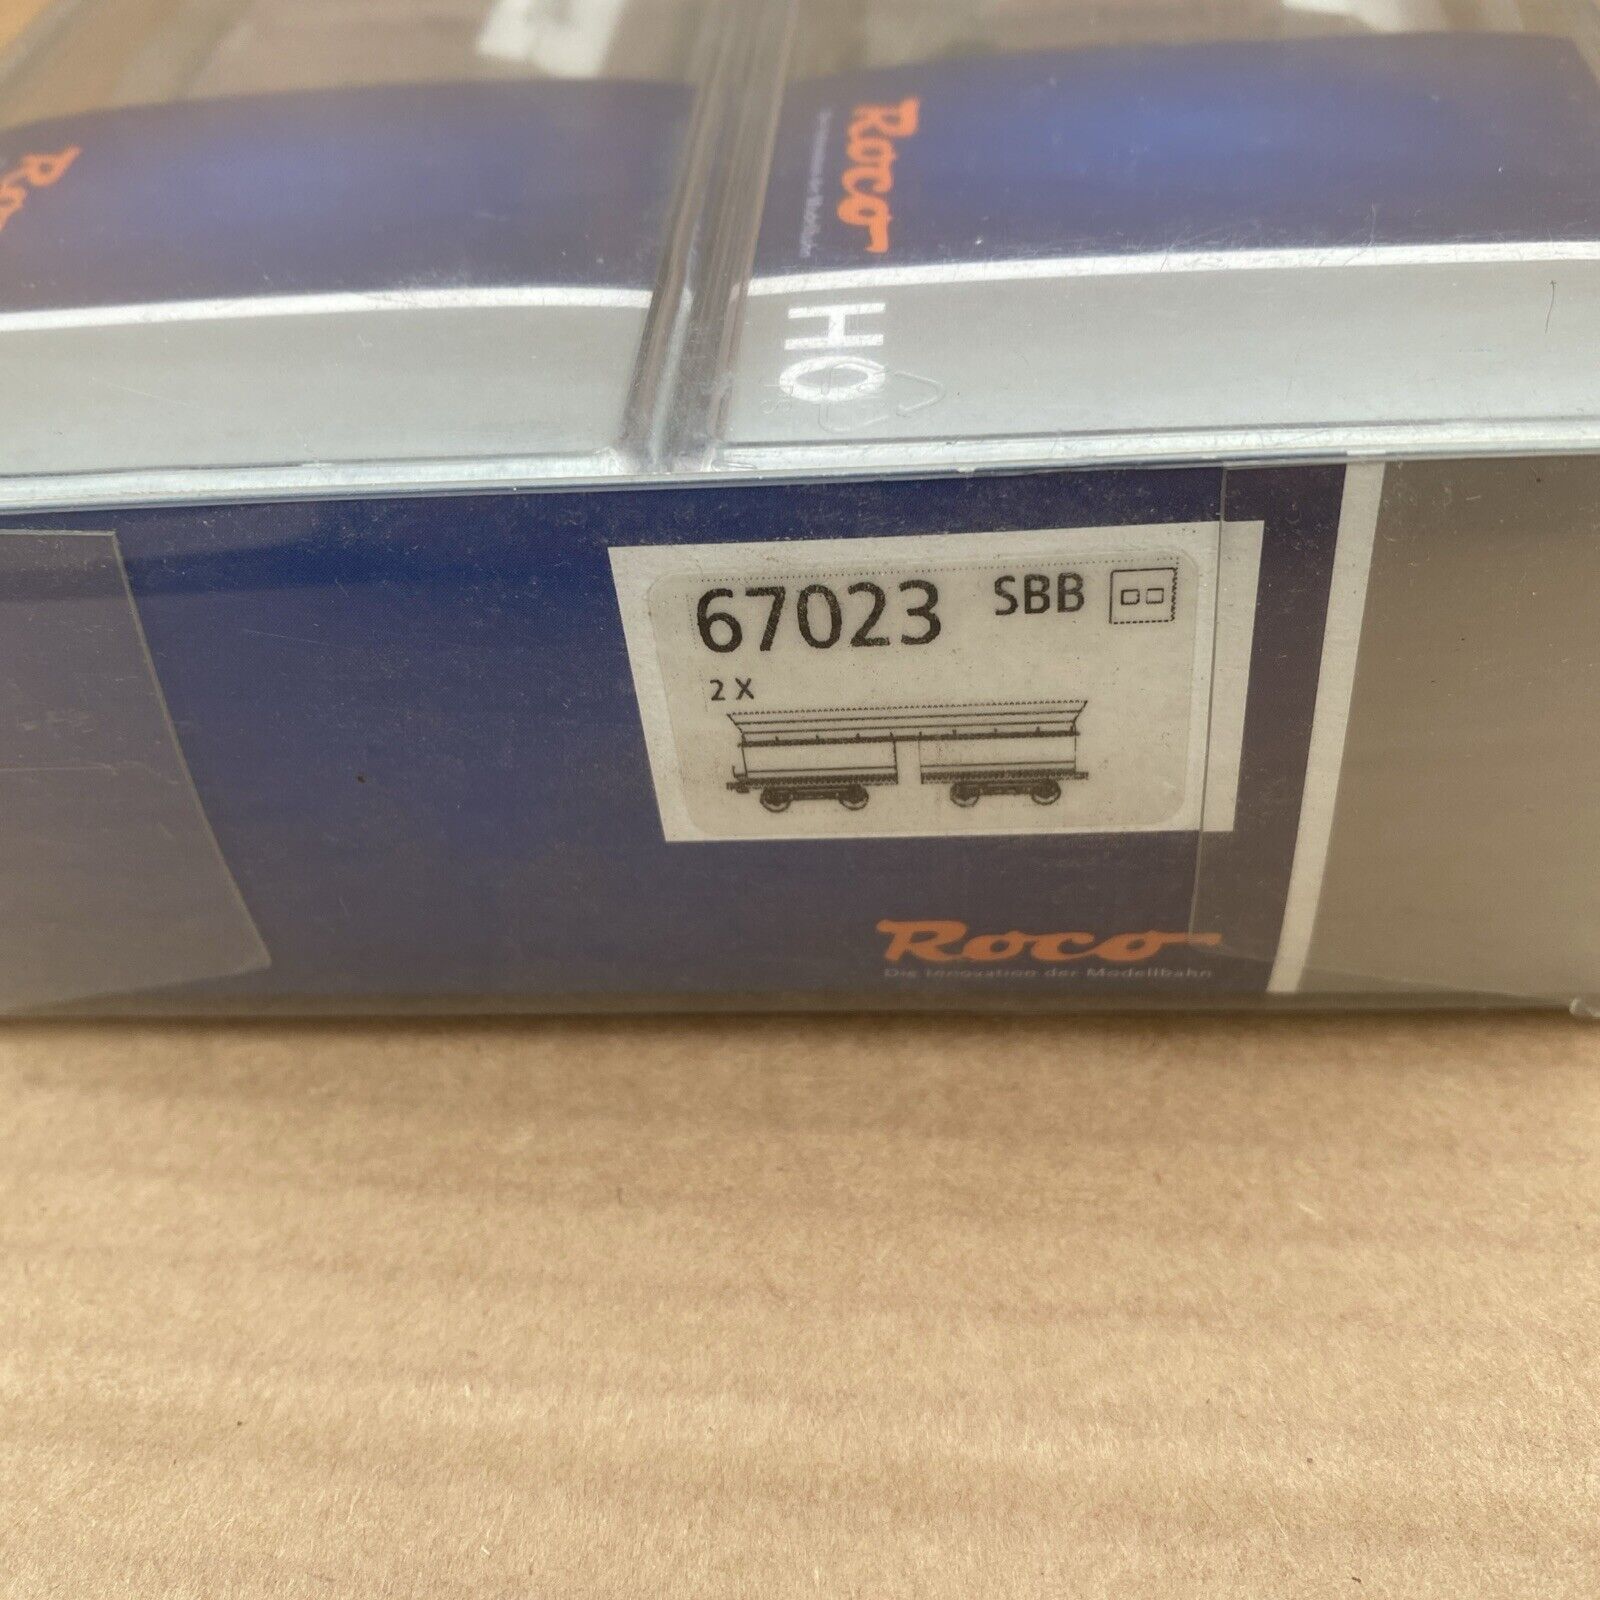 Roco
HO
67023 SBB
2 X
Roco
Die Innovation der Modellbahn